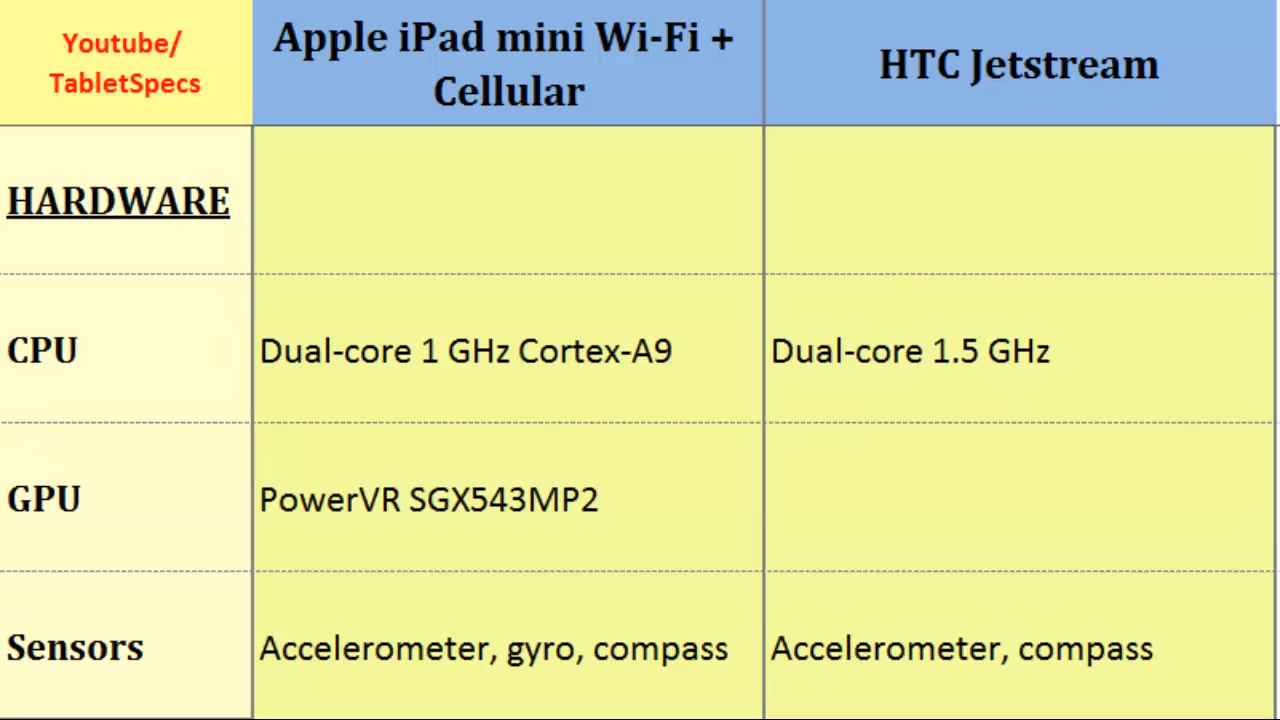 Youtube/
TabletSpecs
Apple iPad mini Wi-Fi +
Cellular
HTC Jetstream
HARDWARE
CPU
Dual-core 1 GHz Cortex-A9
Dual-core 1.5 GHz
GPU
PowerVR SGX543MP2
Sensors
Accelerometer, gyro, compass
Accelerometer, compass